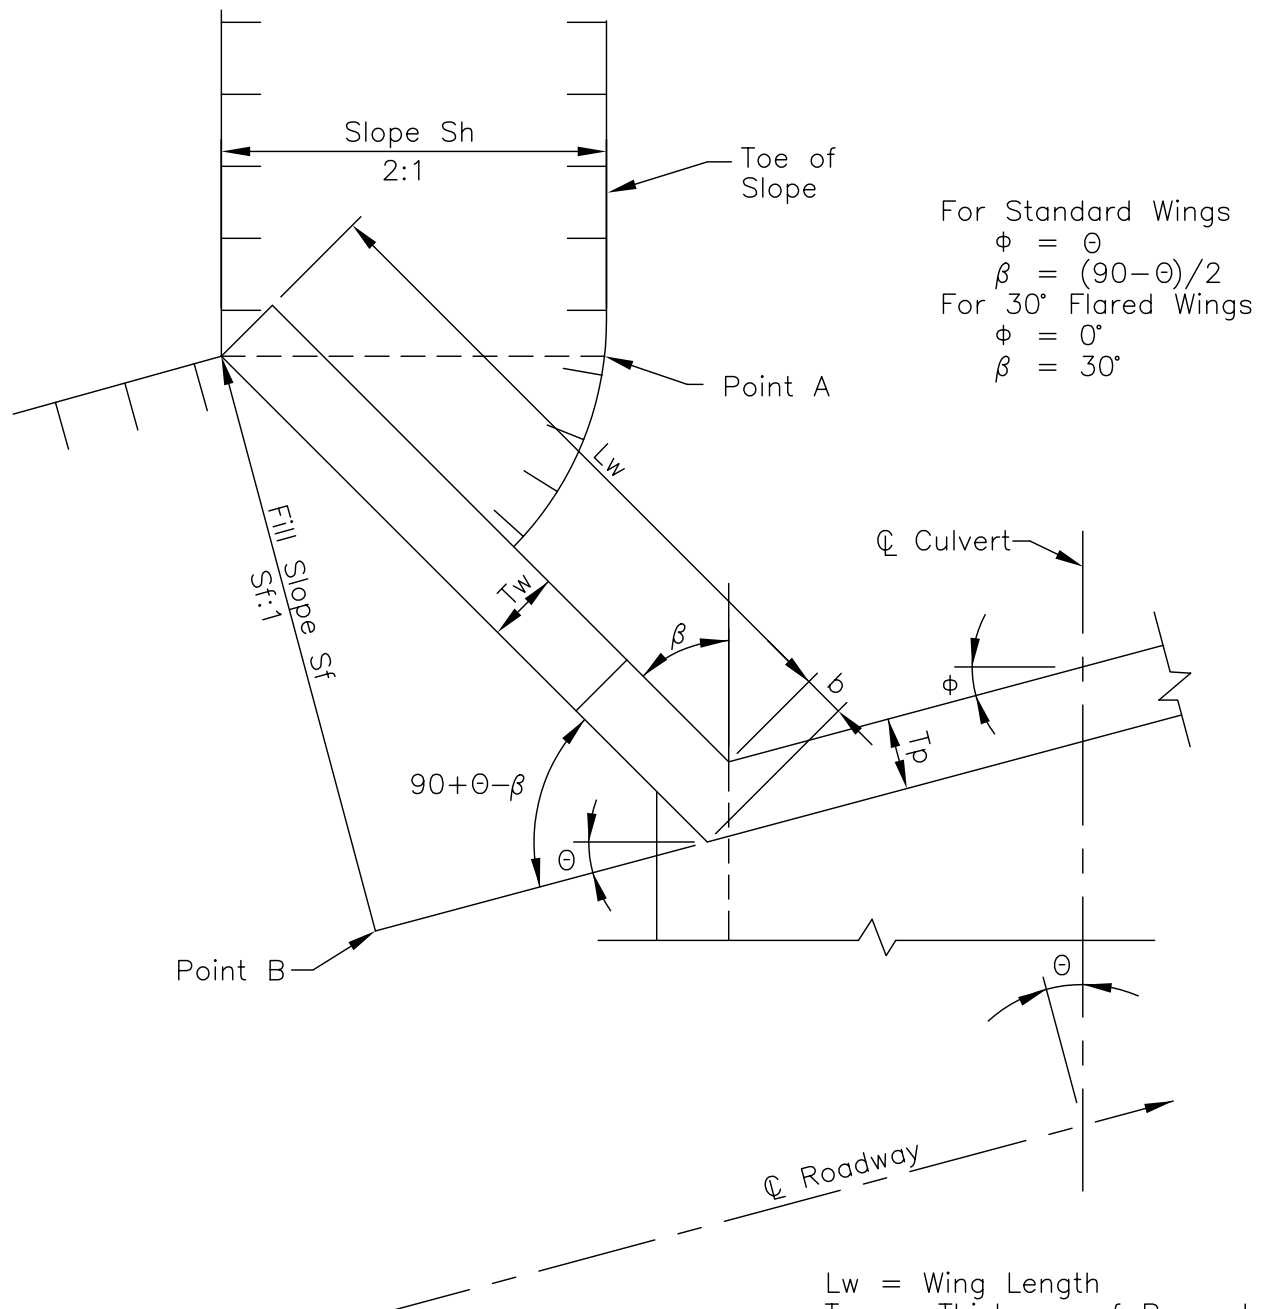 Slope Sh
2:1
Toe of
Slope
For Standard Wings
Φ = Θ
β = (90-Θ)/2
For 30° Flared Wings
Φ = 0°
β = 30°
Point A
Lw
Fill Slope Sf
Sf:1
Tw
℄ Culvert
β
b
Φ
Tp
90+Θ-β
Θ
Point B
Θ
℄ Roadway
Lw = Wing Length